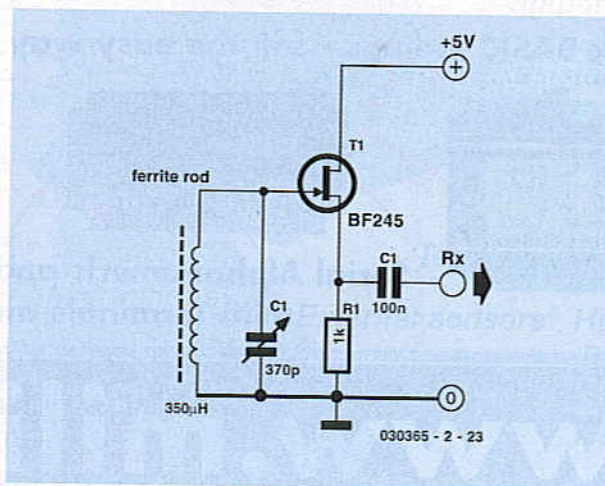 +5V
+
T1
ferrite rod
BF245
C1
Rx
100n
R1
1k
C1
370p
350µH
0
030365 - 2 - 23